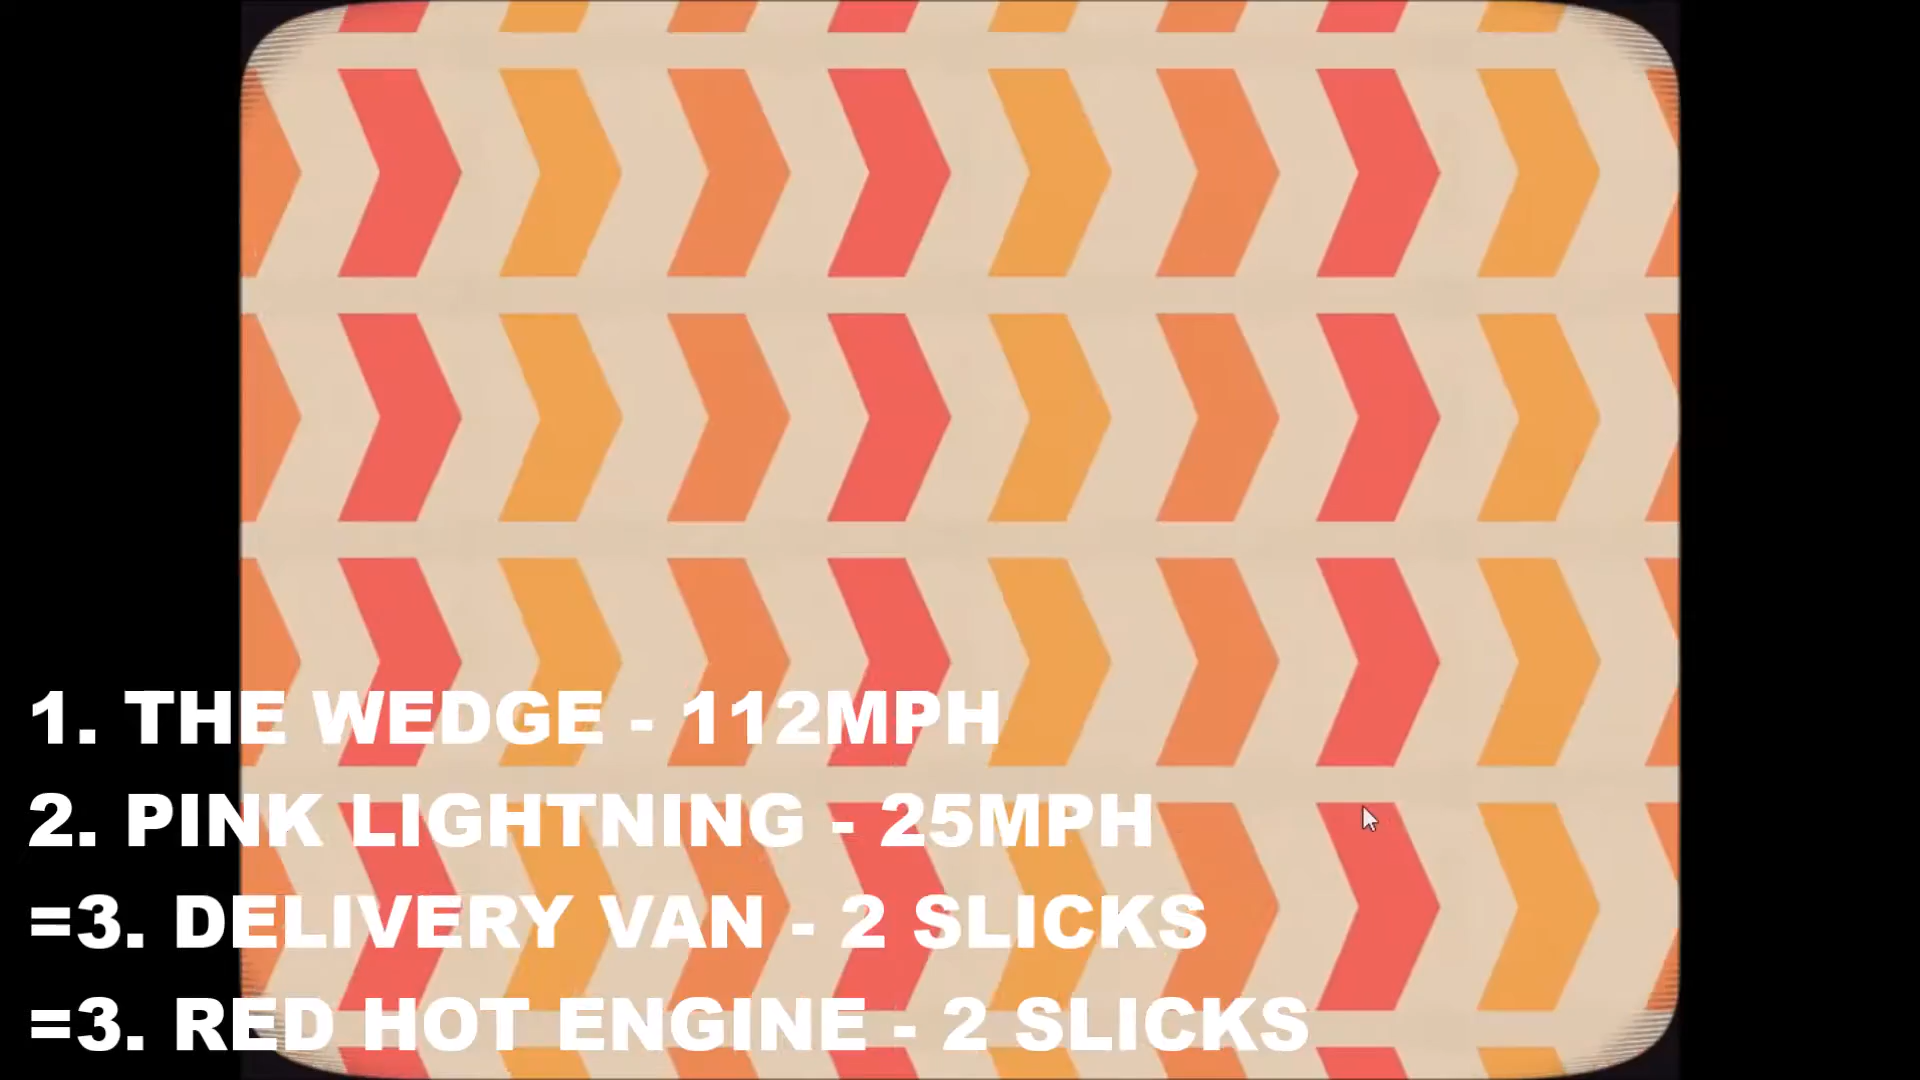 1. THE WEDGE - 112MPH
2. PINK LIGHTNING - 25MPH
=3. DELIVERY VAN - 2 SLICKS
=3. RED HOT ENGINE - 2 SLICKS